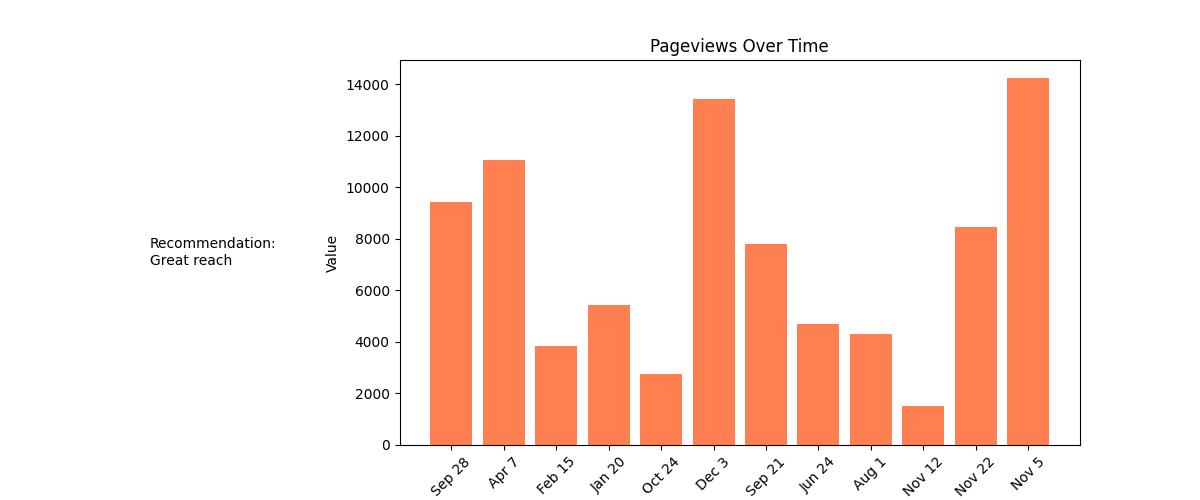 Pageviews Over Time
Recommendation:
Great reach
Value
14000
12000
10000
8000
6000
4000
2000
0
Sep 28
Apr 7
Feb 15
Jan 20
Oct 24
Dec 3
Sep 21
Jun 24
Aug 1
Nov 12
Nov 22
Nov 5